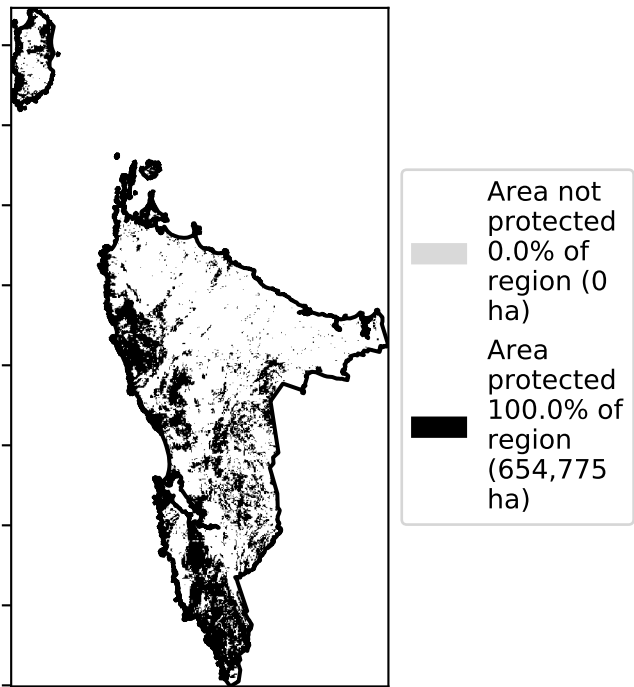 Area not
protected
0.0% of
region (0
ha)
Area
protected
100.0% of
region
(654,775
ha)